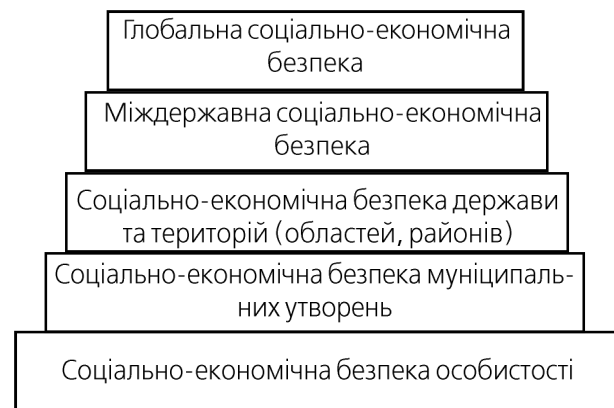 Глобальна соціально-економічна
безпека
Міждержавна соціально-економічна
безпека
Соціально-економічна безпека держави
та територій (областей, районів)
Соціально-економічна безпека муніципаль-
них утворень
Соціально-економічна безпека особистості